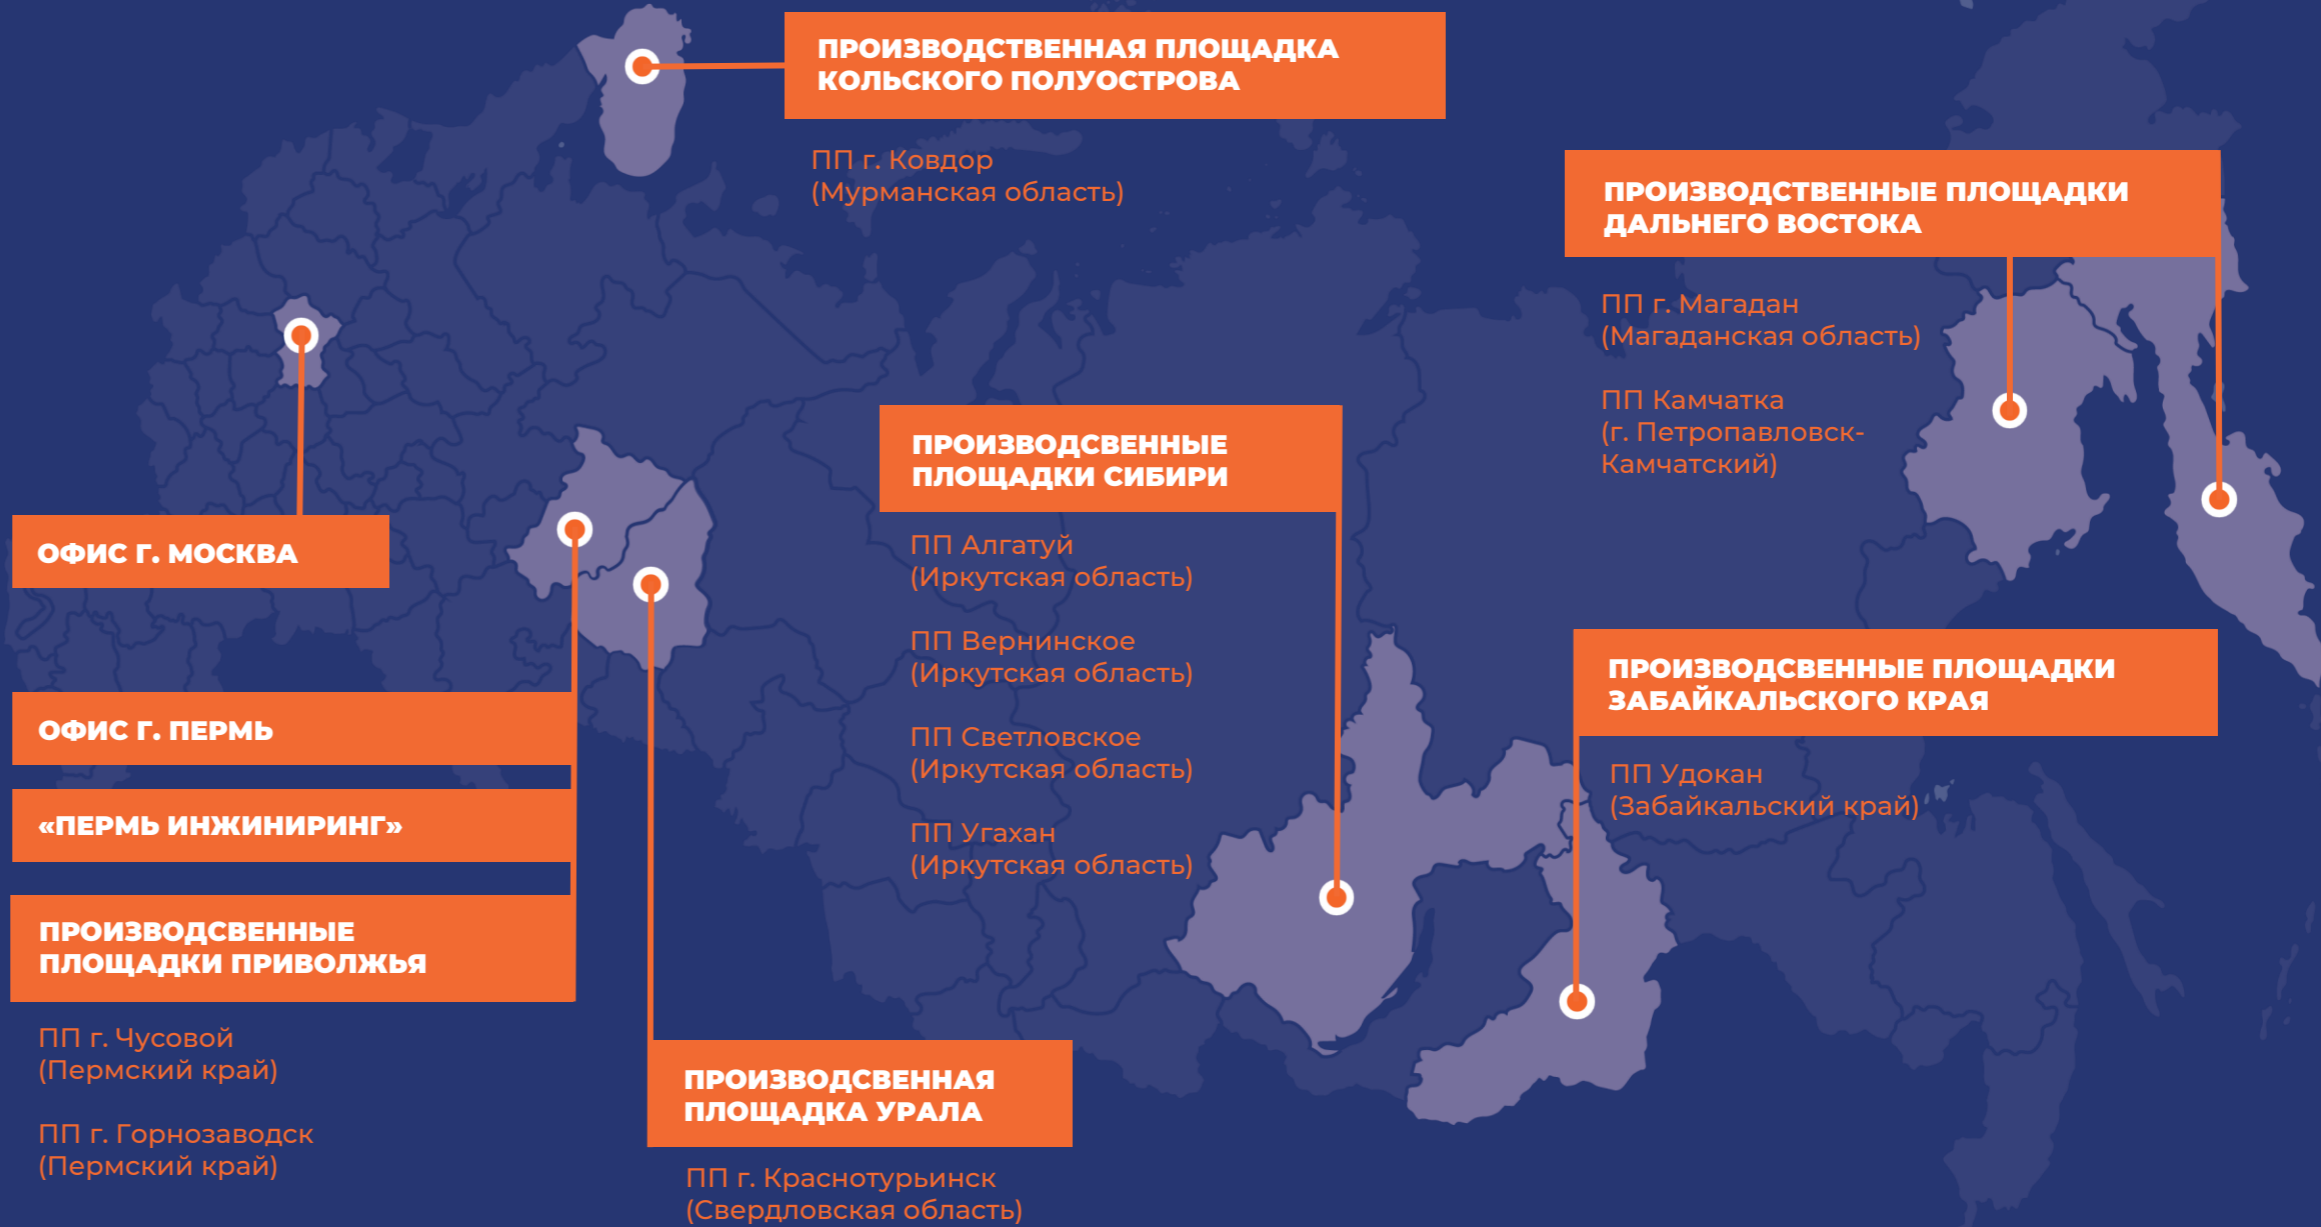 ПРОИЗВОДСТВЕННАЯ ПЛОЩАДКА
КОЛЬСКОГО ПОЛУОСТРОВА
ПП г. Ковдор
(Мурманская область)
ПРОИЗВОДСТВЕННЫЕ ПЛОЩАДКИ
ДАЛЬНЕГО ВОСТОКА
ПП г. Магадан
(Магаданская область)
ПП Камчатка
(г. Петропавловск-
Камчатский)
ПРОИЗВОДСВЕННЫЕ
ПЛОЩАДКИ СИБИРИ
ПП Алгатуй
(Иркутская область)
ПП Вернинское
(Иркутская область)
ПП Светловское
(Иркутская область)
ПП Угахан
(Иркутская область)
ПРОИЗВОДСВЕННЫЕ ПЛОЩАДКИ
ЗАБАЙКАЛЬСКОГО КРАЯ
ПП Удокан
(Забайкальский край)
ОФИС Г. МОСКВА
ОФИС Г. ПЕРМЬ
«ПЕРМЬ ИНЖИНИРИНГ»
ПРОИЗВОДСВЕННЫЕ
ПЛОЩАДКИ ПРИВОЛЖЬЯ
ПП г. Чусовой
(Пермский край)
ПП г. Горнозаводск
(Пермский край)
ПРОИЗВОДСВЕННАЯ
ПЛОЩАДКА УРАЛА
ПП г. Краснотурьинск
(Свердловская область)